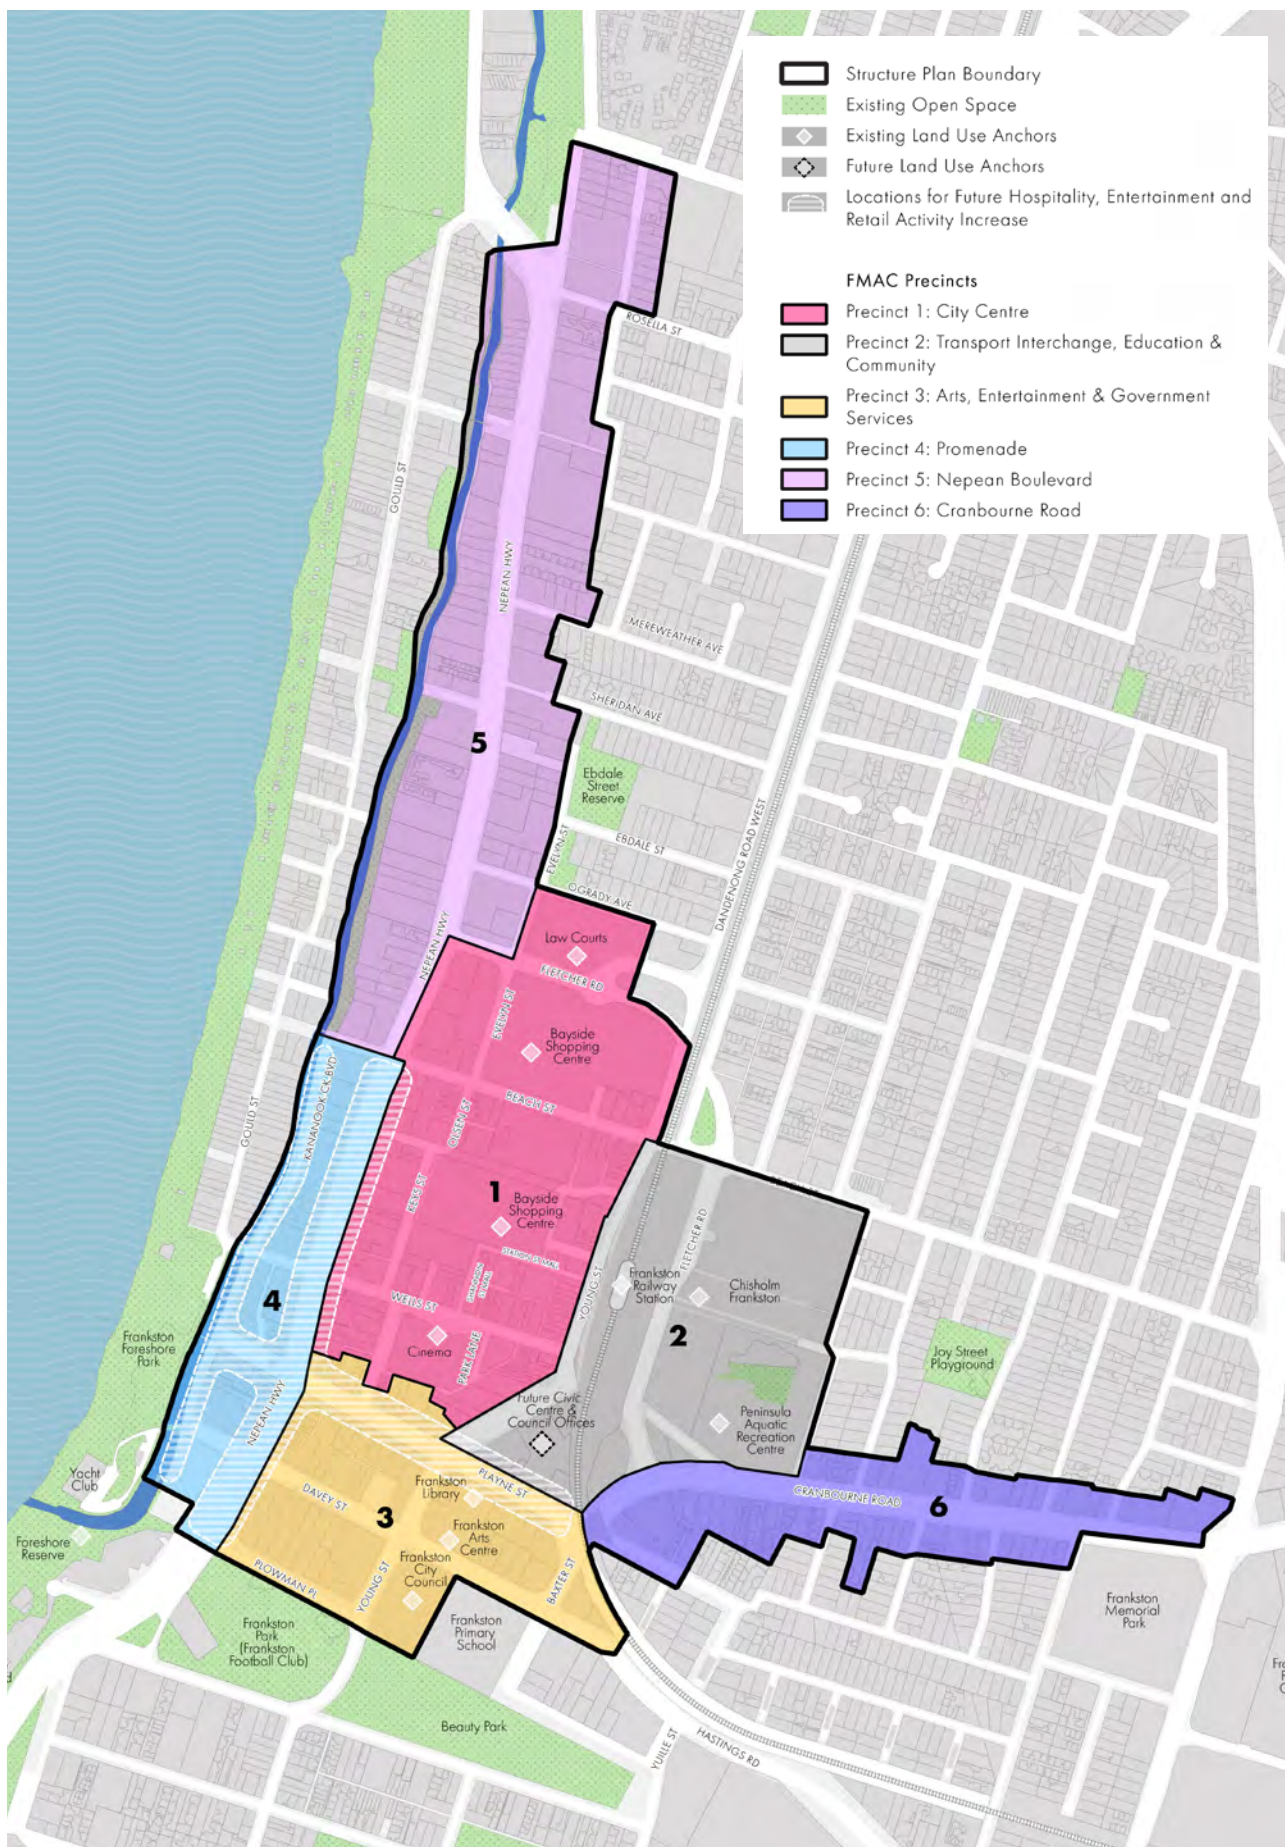 Structure Plan Boundary
Existing Open Space
Existing Land Use Anchors
Future Land Use Anchors
Locations for Future Hospitality, Entertainment and
Retail Activity Increase
FMAC Precincts
Precinct 1: City Centre
Precinct 2: Transport Interchange, Education &
Community
Precinct 3: Arts, Entertainment & Government
Services
Precinct 4: Promenade
Precinct 5: Nepean Boulevard
Precinct 6: Cranbourne Road
ROSELLA ST
GOULD ST
NEPEAN HWY
MEREWEATHER AVE
SHERIDAN AVE
5
Ebdale
Street
Reserve
EBDALE ST
EVELYN ST
DANDENONG ROAD WEST
OGRADY AVE
NEPEAN HWY
Law Courts
FLETCHER RD
EVELYN ST
Bayside
Shopping
Centre
KANANOOK CK BVD
GOULD ST
BEACH ST
OLSEN ST
KEYS ST
1
Bayside
Shopping
Centre
STATION ST MALL
SHANNON
ST MALL
FLETCHER RD
YOUNG ST
Frankston
Railway
Station
Chisholm
Frankston
4
WELLS ST
2
Cinema
PARK LANE
Frankston
Foreshore
Park
Joy Street
Playground
NEPEAN HWY
Future Civic
Centre &
Council Offices
Peninsula
Aquatic
Recreation
Centre
Yacht
Club
PLAYNE ST
Frankston
Library
DAVEY ST
3
CRANBOURNE ROAD
6
Foreshore
Reserve
Frankston
Arts
Centre
Frankston
City
Council
PLOWMAN PL
YOUNG ST
BAXTER ST
Frankston
Park
(Frankston
Football Club)
Frankston
Primary
School
Frankston
Memorial
Park
Beauty Park
YUILLE ST
HASTINGS RD